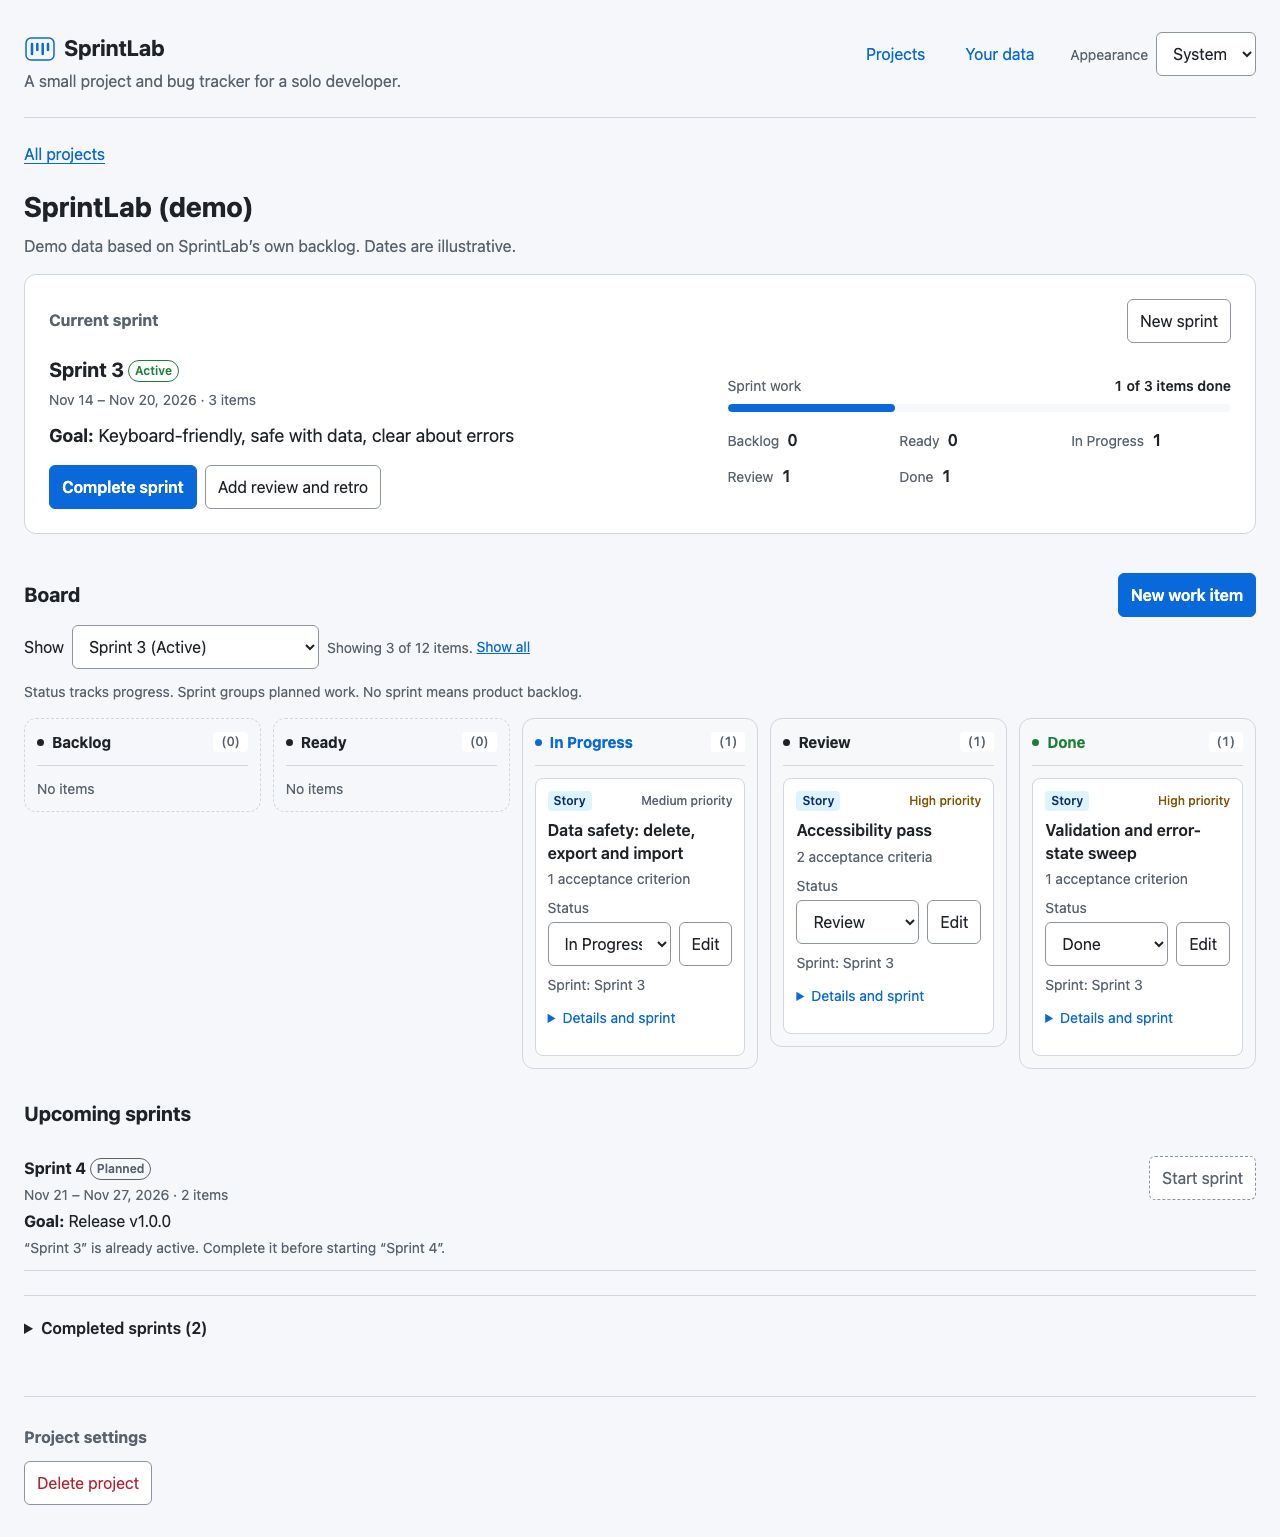 SprintLab
A small project and bug tracker for a solo developer.
Projects
Your data
Appearance
System
All projects
SprintLab (demo)
Demo data based on SprintLab’s own backlog. Dates are illustrative.
Current sprint
New sprint
Sprint 3 Active
Nov 14 – Nov 20, 2026 · 3 items
Goal: Keyboard-friendly, safe with data, clear about errors
Complete sprint
Add review and retro
Sprint work
1 of 3 items done
Backlog 0
Ready 0
In Progress 1
Review 1
Done 1
Board
New work item
Show
Sprint 3 (Active)
Showing 3 of 12 items. Show all
Status tracks progress. Sprint groups planned work. No sprint means product backlog.
Backlog (0)
No items
Ready (0)
No items
In Progress (1)
Story
Medium priority
Data safety: delete,
export and import
1 acceptance criterion
Status
In Progress
Edit
Sprint: Sprint 3
Details and sprint
Review (1)
Story
High priority
Accessibility pass
2 acceptance criteria
Status
Review
Edit
Sprint: Sprint 3
Details and sprint
Done (1)
Story
High priority
Validation and error-
state sweep
1 acceptance criterion
Status
Done
Edit
Sprint: Sprint 3
Details and sprint
Upcoming sprints
Sprint 4 Planned
Start sprint
Nov 21 – Nov 27, 2026 · 2 items
Goal: Release v1.0.0
“Sprint 3” is already active. Complete it before starting “Sprint 4”.
Completed sprints (2)
Project settings
Delete project